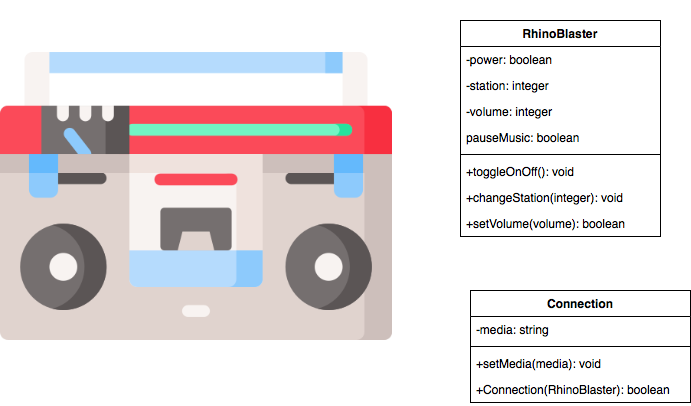 RhinoBlaster
-power: boolean
-station: integer
-volume: integer
pauseMusic: boolean
+toggleOnOff(): void
+changeStation(integer): void
+setVolume(volume): boolean
Connection
-media: string
+setMedia(media): void
+Connection(RhinoBlaster): boolean